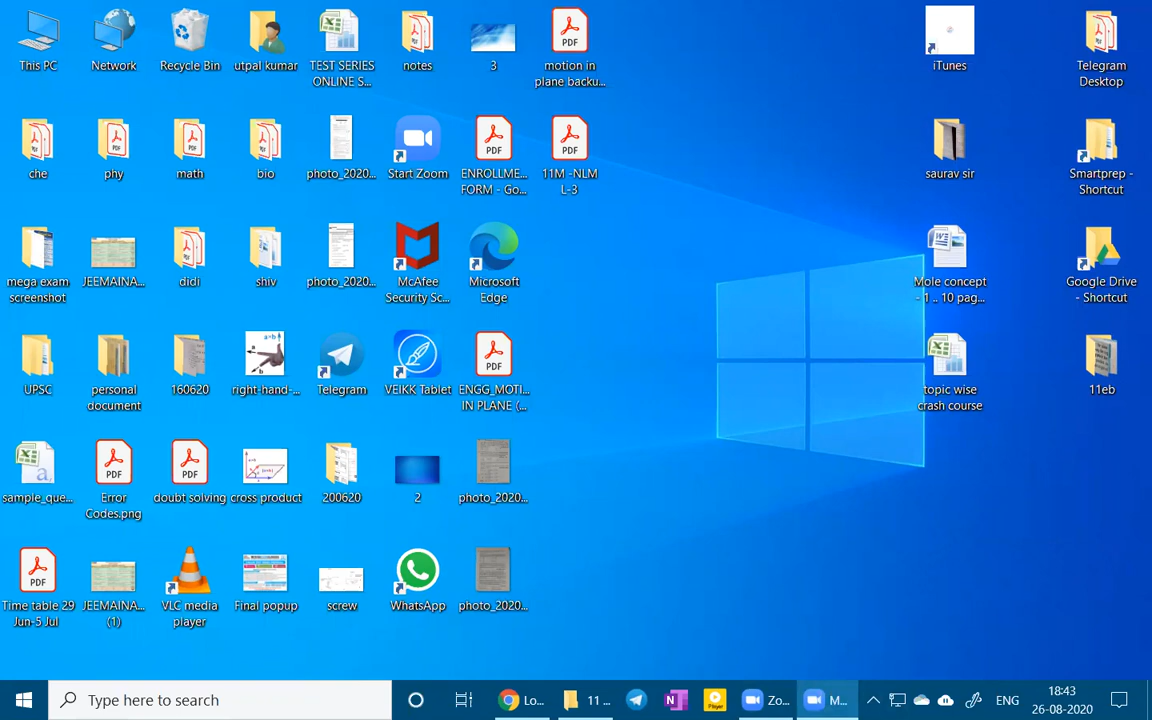 This PC
Network
Recycle Bin
utpal kumar
TEST SERIES
ONLINE S...
notes
3
motion in
plane backu...
iTunes
Telegram
Desktop
che
phy
math
bio
photo_2020...
Start Zoom
ENROLLME...
FORM - Go...
11M -NLM
L-3
saurav sir
Smartprep -
Shortcut
mega exam
screenshot
JEEMAINA...
didi
shiv
photo_2020...
McAfee
Security Sc...
Microsoft
Edge
Mole concept
- 1 .. 10 pag...
Google Drive
- Shortcut
UPSC
personal
document
160620
right-hand-...
Telegram
VEIKK Tablet
ENGG_MOTI...
IN PLANE (...
topic wise
crash course
11eb
sample_que...
Error
Codes.png
doubt solving
cross product
200620
2
photo_2020...
Time table 29
Jun-5 Jul
JEEMAINA...
(1)
VLC media
player
Final popup
screw
WhatsApp
photo_2020...
Type here to search
Lo...
11 ...
Zo...
M...
ENG
18:43
26-08-2020